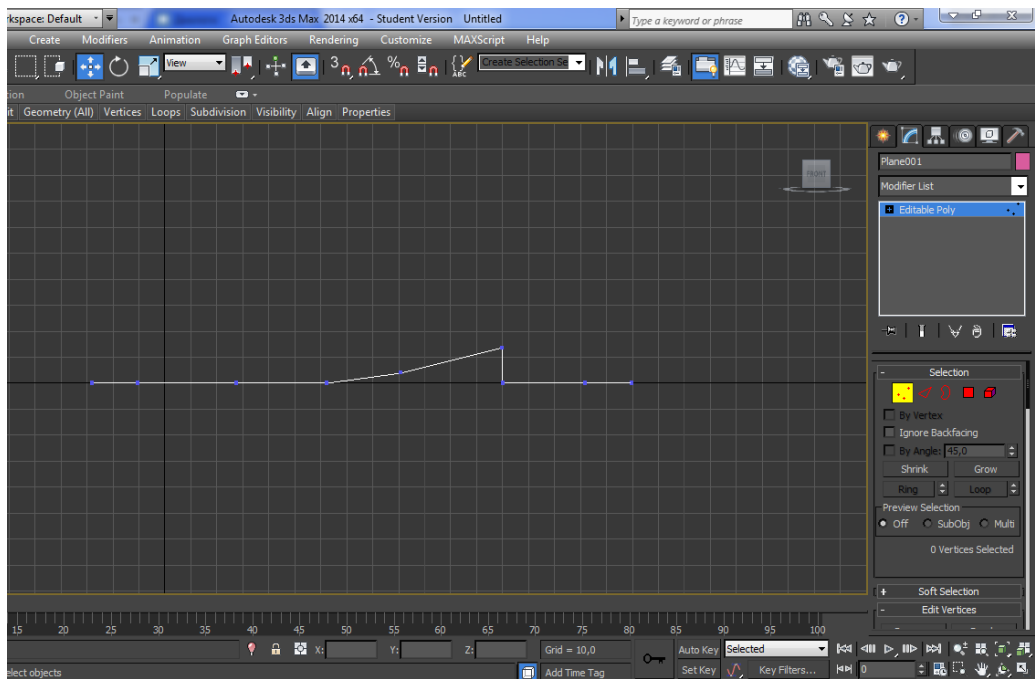 rkspace: Default
Autodesk 3ds Max 2014 x64 - Student Version Untitled
Type a keyword or phrase
Create Modifiers Animation Graph Editors Rendering Customize MAXScript Help
View
3
%
ABC
Create Selection Se
tion Object Paint Populate
it Geometry (All) Vertices Loops Subdivision Visibility Align Properties
FRONT
Plane001
Modifier List
Editable Poly
Selection
By Vertex
Ignore Backfacing
By Angle: 45,0
Shrink Grow
Ring Loop
Preview Selection
Off SubObj Multi
0 Vertices Selected
+ Soft Selection
- Edit Vertices
15 20 25 30 35 40 45 50 55 60 65 70 75 80 85 90 95 100
X: Y: Z: Grid = 10,0
Auto Key Selected
elect objects
Add Time Tag
Set Key Key Filters... 0